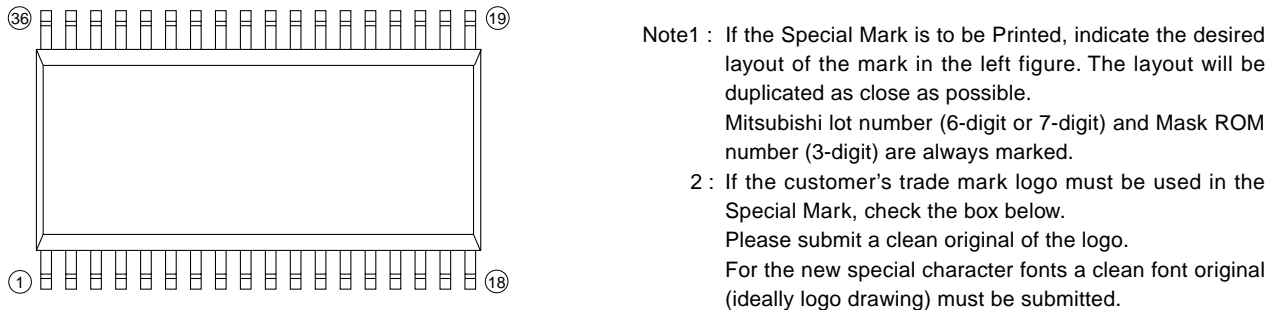 36
19
1
18
Note1 : If the Special Mark is to be Printed, indicate the desired
layout of the mark in the left figure. The layout will be
duplicated as close as possible.
Mitsubishi lot number (6-digit or 7-digit) and Mask ROM
number (3-digit) are always marked.
2 : If the customer’s trade mark logo must be used in the
Special Mark, check the box below.
Please submit a clean original of the logo.
For the new special character fonts a clean font original
(ideally logo drawing) must be submitted.